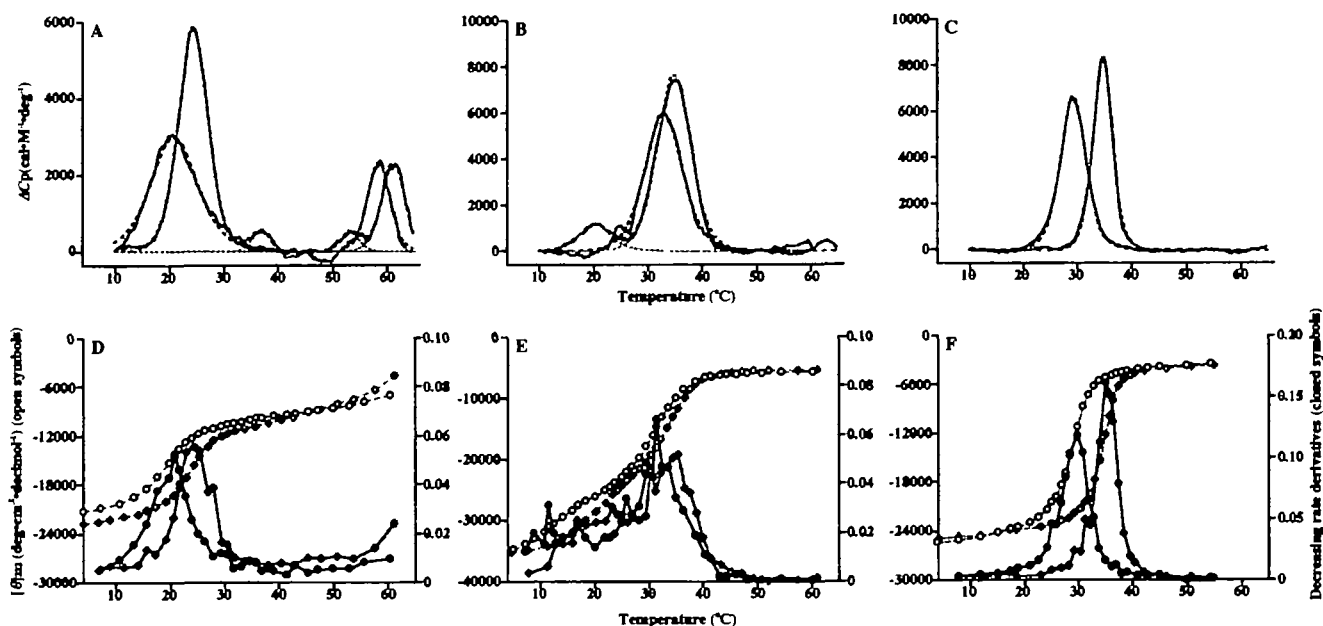 A
B
C
6000
4000
2000
0
10000
8000
6000
4000
2000
0
10000
8000
6000
4000
2000
0
ΔCp(cal•M⁻¹•deg⁻¹)
10 20 30 40 50 60
10 20 30 40 50 60
10 20 30 40 50 60
Temperature (°C)
D
E
F
0
-6000
-12000
-18000
-24000
-30000
0.10
0.08
0.06
0.04
0.02
0
0
-10000
-20000
-30000
-40000
0.10
0.08
0.06
0.04
0.02
0
0
-6000
-12000
-18000
-24000
-30000
0.20
0.15
0.10
0.05
0
[θ]m (deg•cm⁻²•decimol⁻¹) (open symbols)
Decreasing rate derivatives (closed symbols)
10 20 30 40 50 60
10 20 30 40 50 60
10 20 30 40 50 60
Temperature (°C)